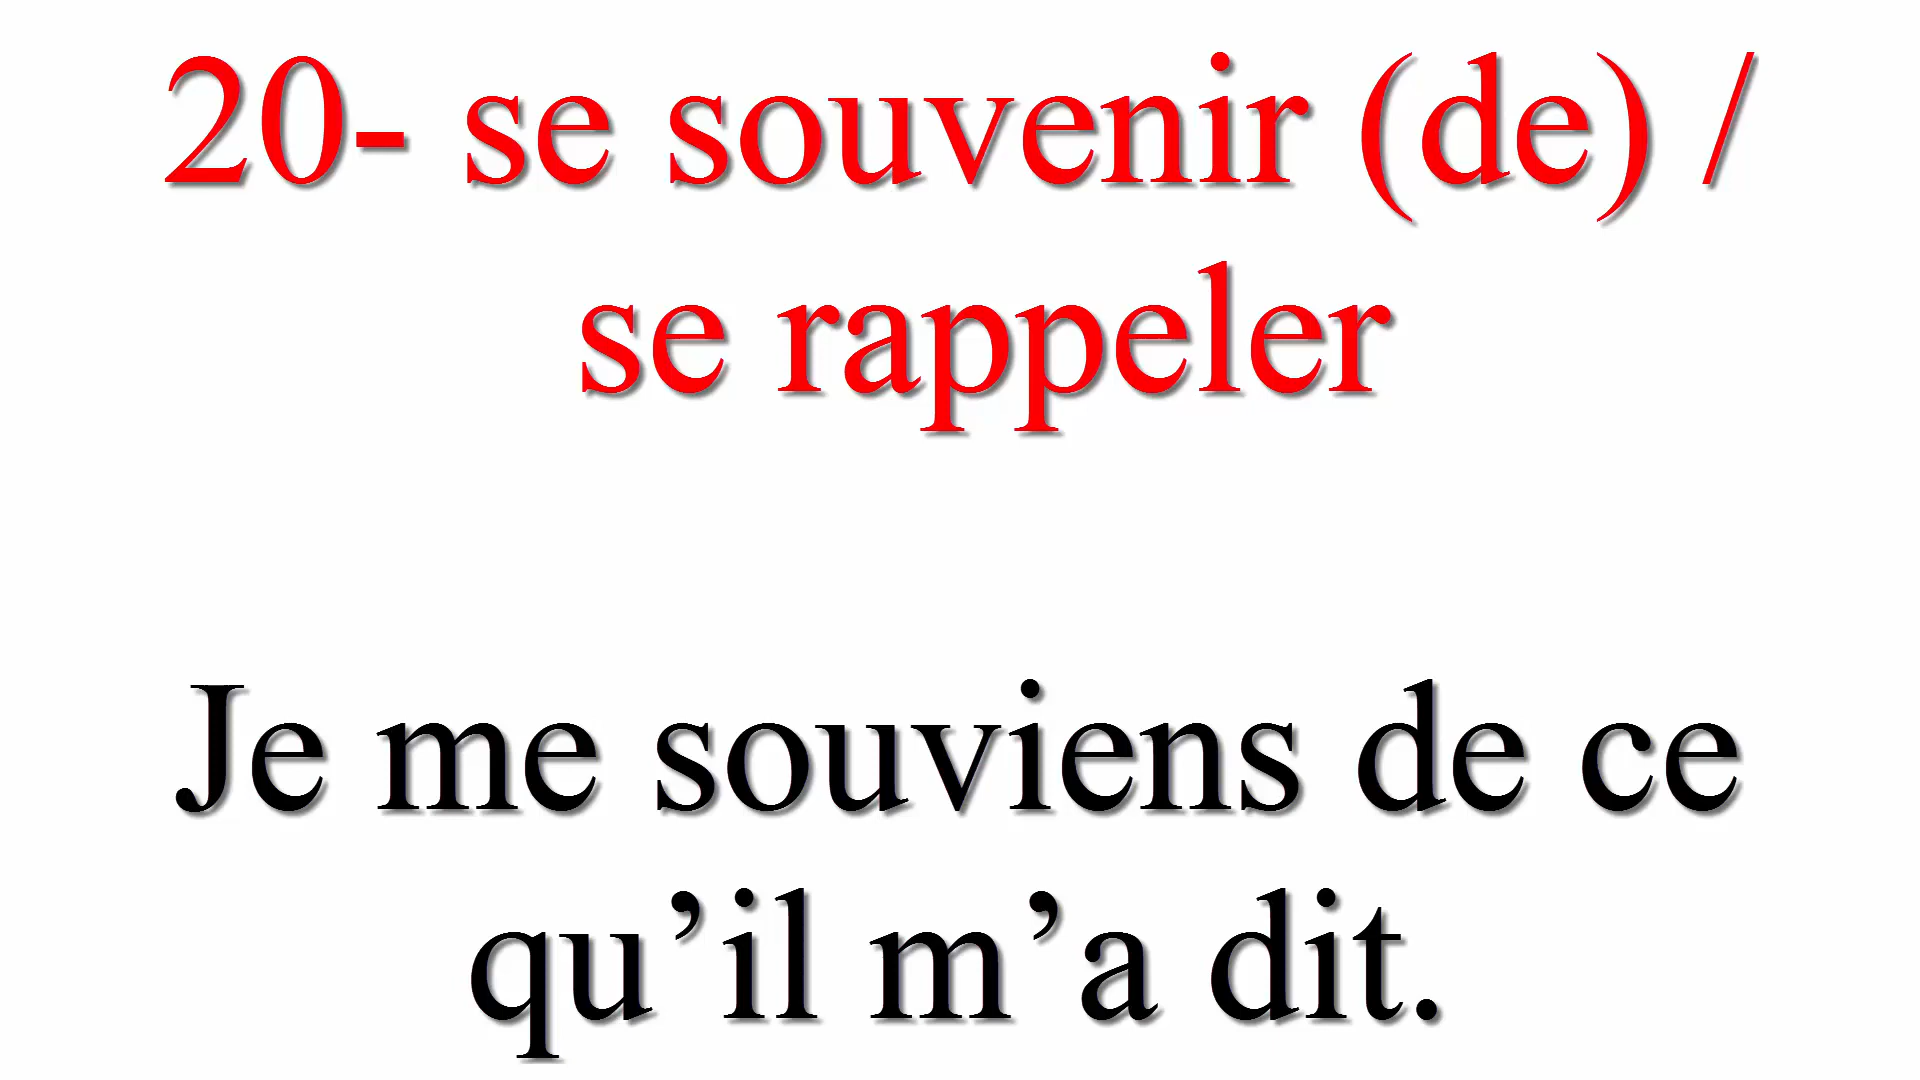 20- se souvenir (de) /
se rappeler
Je me souviens de ce
qu’il m’a dit.